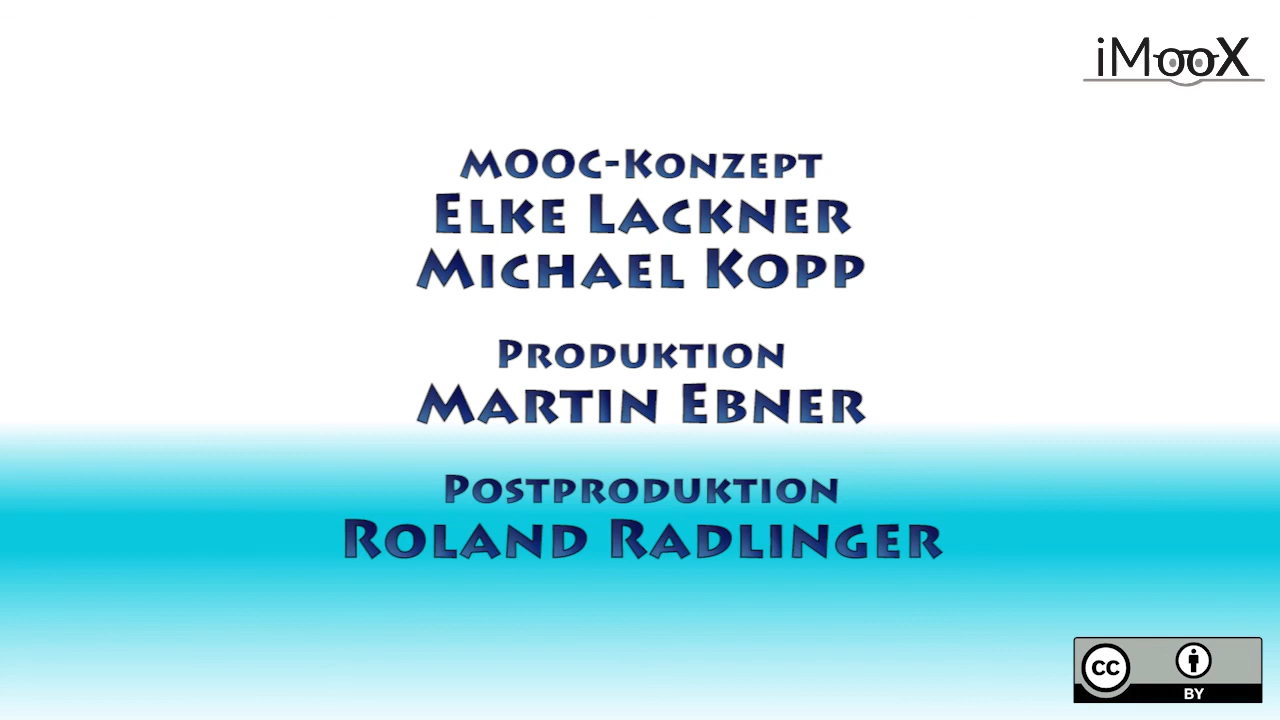 iMooX
MOOC-Konzept
Elke Lackner
Michael Kopp
Produktion
Martin Ebner
Postproduktion
Roland Radlinger
CC
BY